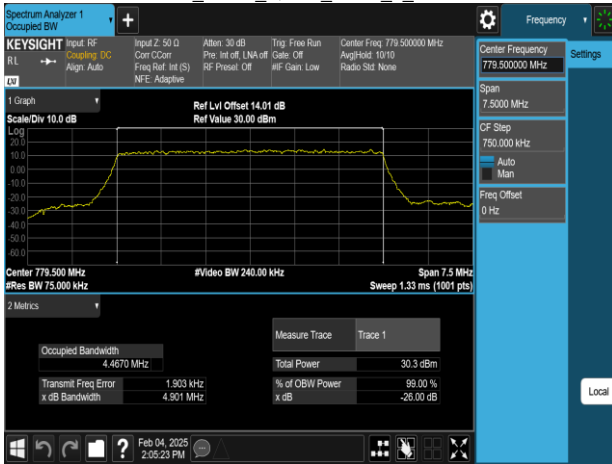 Spectrum Analyzer 1
Occupied BW
+
Frequency
KEYSIGHT
RL
LXI
Input: RF
Coupling: DC
Align: Auto
Input Z: 50 Ω
Corr CCorr
Freq Ref: Int (S)
NFE: Adaptive
Atten: 30 dB
Pre: Int off, LNA off
RF Presel: Off
Trig: Free Run
Gate: Off
#IF Gain: Low
Center Freq: 779.500000 MHz
Avg|Hold: 10/10
Radio Std: None
Center Frequency
779.500000 MHz
Settings
Span
7.5000 MHz
CF Step
750.000 kHz
Auto
Man
Freq Offset
0 Hz
Local
1 Graph
Scale/Div 10.0 dB
Ref Lvl Offset 14.01 dB
Ref Value 30.00 dBm
Log
20.0
10.0
0.00
-10.0
-20.0
-30.0
-40.0
-50.0
-60.0
Center 779.500 MHz
#Res BW 75.000 kHz
#Video BW 240.00 kHz
Span 7.5 MHz
Sweep 1.33 ms (1001 pts)
2 Metrics
Measure Trace Trace 1
Occupied Bandwidth
4.4670 MHz
Total Power 30.3 dBm
Transmit Freq Error 1.903 kHz
% of OBW Power 99.00 %
x dB Bandwidth 4.901 MHz
x dB -26.00 dB
?
Feb 04, 2025
2:05:23 PM